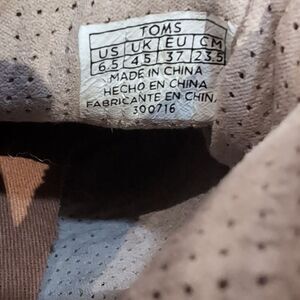 TOMS
US UK EU CM
6.5 4.5 37 23.5
MADE IN CHINA
HECHO EN CHINA
FABRICANTE EN CHIN
300716